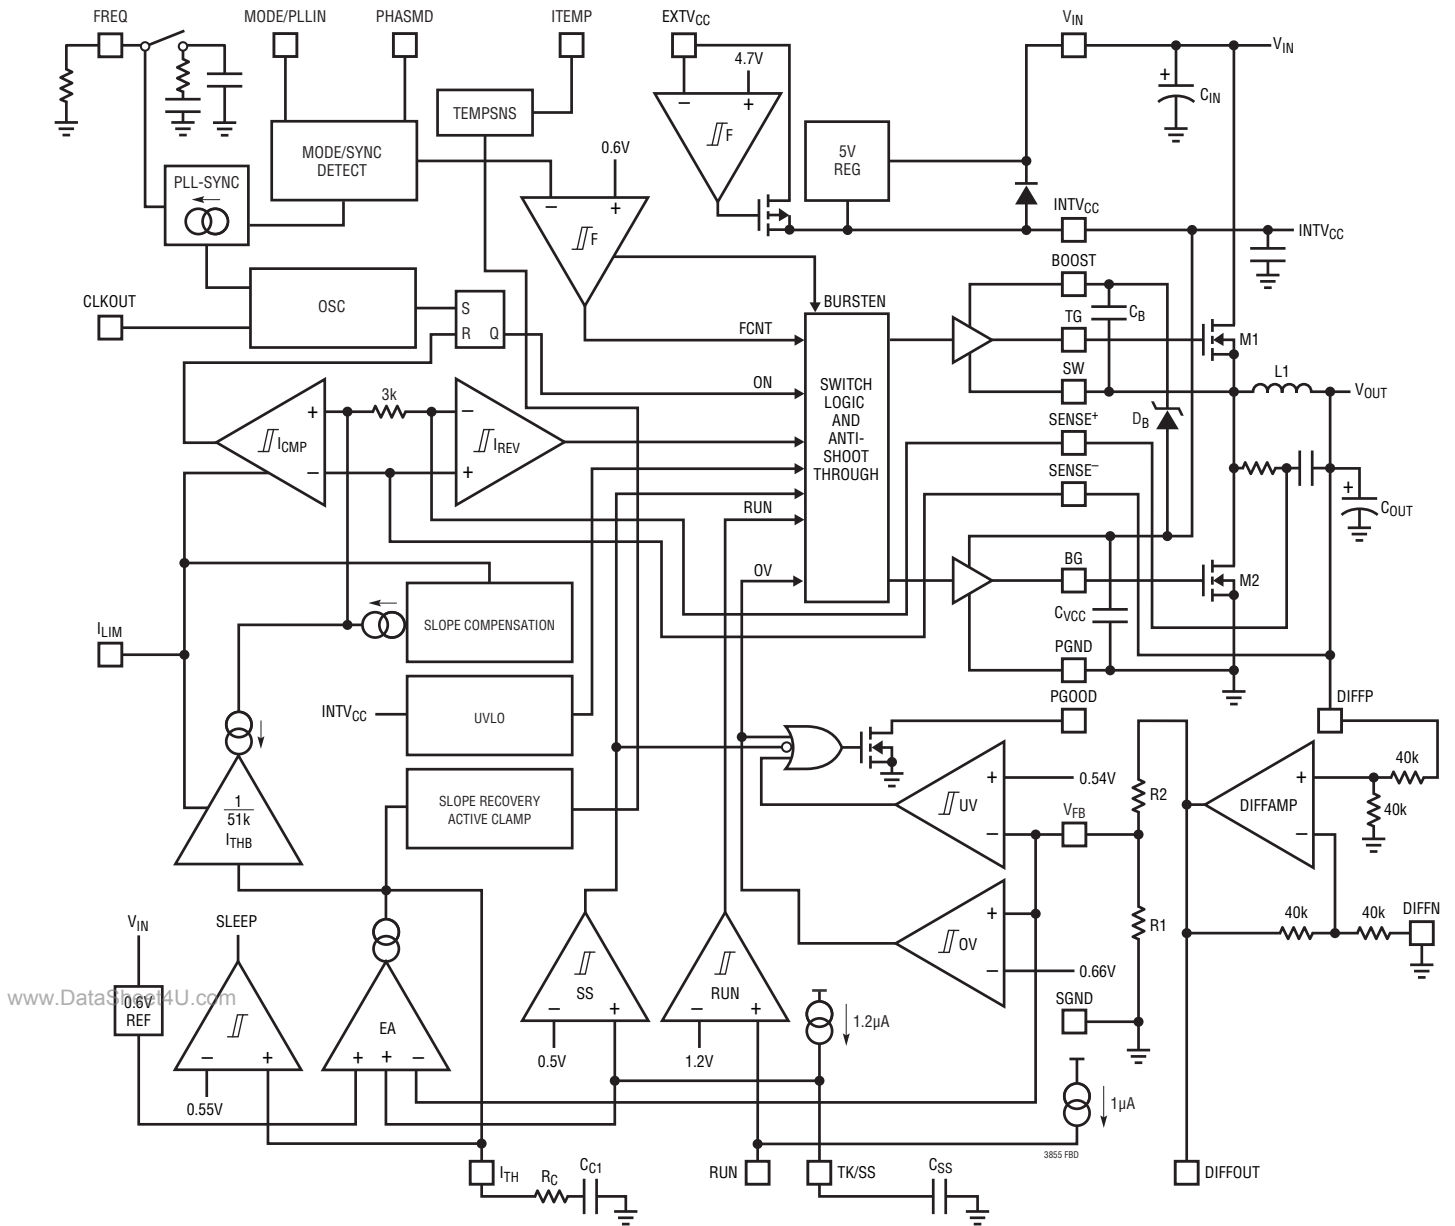 FREQ
MODE/PLLIN
PHASMD
ITEMP
EXTVCC
VIN
VIN
4.7V
+
CIN
TEMPSNS
− +
F
MODE/SYNC
DETECT
0.6V
5V
REG
PLL-SYNC
− +
F
INTVCC
INTVCC
BOOST
CLKOUT
OSC
S
R Q
BURSTEN
FCNT
TG
CB
M1
ON
SW
L1
VOUT
3k
SWITCH
LOGIC
AND
ANTI-
SHOOT
THROUGH
+
−
ICMP
−
+
IREV
SENSE+
DB
SENSE−
+
COUT
RUN
OV
BG
M2
CVCC
SLOPE COMPENSATION
ILIM
PGND
INTVCC
UVLO
PGOOD
DIFFP
1
51k
ITHB
SLOPE RECOVERY
ACTIVE CLAMP
+
−
UV
0.54V
VFB
R2
DIFFAMP
+
−
40k
40k
VIN
SLEEP
+
−
OV
0.66V
R1
40k
40k
DIFFN
www.DataSheet4U.com
0.6V
REF
− +
0.55V
EA
+ + −
SS
− +
0.5V
RUN
− +
1.2V
1.2µA
SGND
1µA
3855 FBD
ITH
RC
CC1
RUN
TK/SS
CSS
DIFFOUT